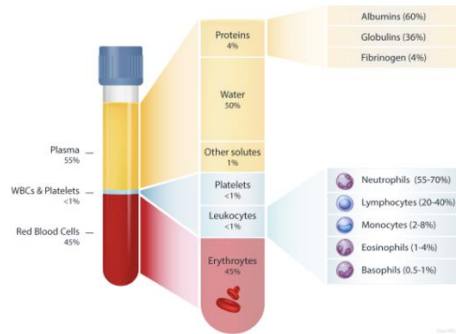 Plasma
55%
WBCs & Platelets
<1%
Red Blood Cells
45%
Proteins
4%
Water
50%
Other solutes
1%
Platelets
<1%
Leukocytes
<1%
Erythroytes
45%
Albumins (60%)
Globulins (36%)
Fibrinogen (4%)
Neutrophils (55-70%)
Lymphocytes (20-40%)
Monocytes (2-8%)
Eosinophils (1-4%)
Basophils (0.5-1%)